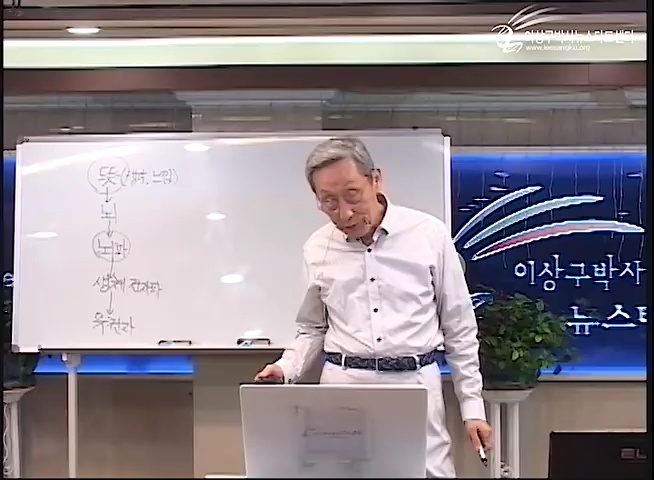 이상구박사뉴스타트센터
www.leesangku.org
뜻(생각, 느낌)
뇌
뇌파
생체 전자파
유전자
이상구박사
뉴스타